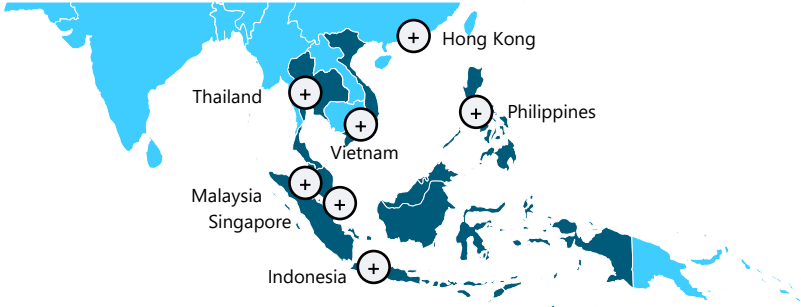 + Hong Kong
Thailand +
+ Philippines
+
Vietnam
Malaysia +
Singapore +
Indonesia +